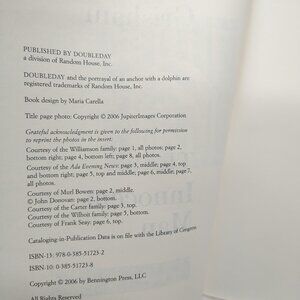 PUBLISHED BY DOUBLEDAY
a division of Random House, Inc.
DOUBLEDAY and the portrayal of an anchor with a dolphin are
registered trademarks of Random House, Inc.
Book design by Maria Carella
Title page photo: Copyright © 2006 JupiterImages Corporation
Grateful acknowledgment is given to the following for permission
to reprint the photos in the insert:
Courtesy of the Williamson family: page 1, all photos; page 2,
bottom right; page 4, bottom left; page 8, all photos.
Courtesy of the Ada Evening News: page 3, middle; page 4, top
and bottom right; page 5, top and middle; page 6, middle; page 7,
all photos.
Courtesy of Murl Bowen: page 2, middle.
© John Donovan: page 2, bottom.
Courtesy of the Carter family: page 3, top.
Courtesy of the Wilhoit family: page 5, bottom.
Courtesy of Frank Seay: page 6, top.
Cataloging-in-Publication Data is on file with the Library of Congress
ISBN-13: 978-0-385-51723-2
ISBN-10: 0-385-51723-8
Copyright © 2006 by Bennington Press, LLC
All Rights Reserved